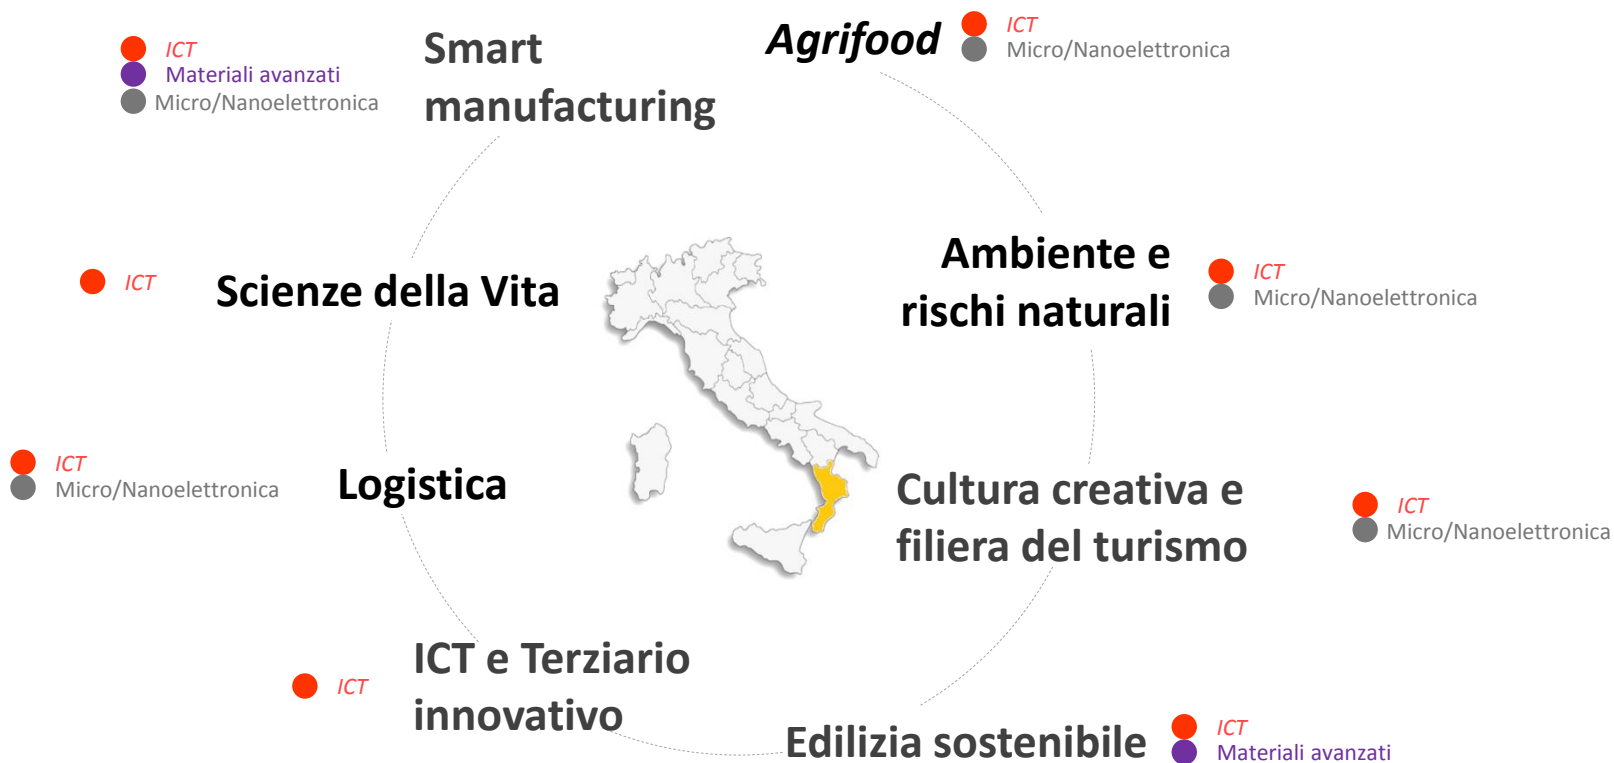 Smart
manufacturing
ICT
Materiali avanzati
Micro/Nanoelettronica
Agrifood
ICT
Micro/Nanoelettronica
Scienze della Vita
ICT
Ambiente e
rischi naturali
ICT
Micro/Nanoelettronica
Logistica
ICT
Micro/Nanoelettronica
Cultura creativa e
filiera del turismo
ICT
Micro/Nanoelettronica
ICT e Terziario
innovativo
ICT
Edilizia sostenibile
ICT
Materiali avanzati